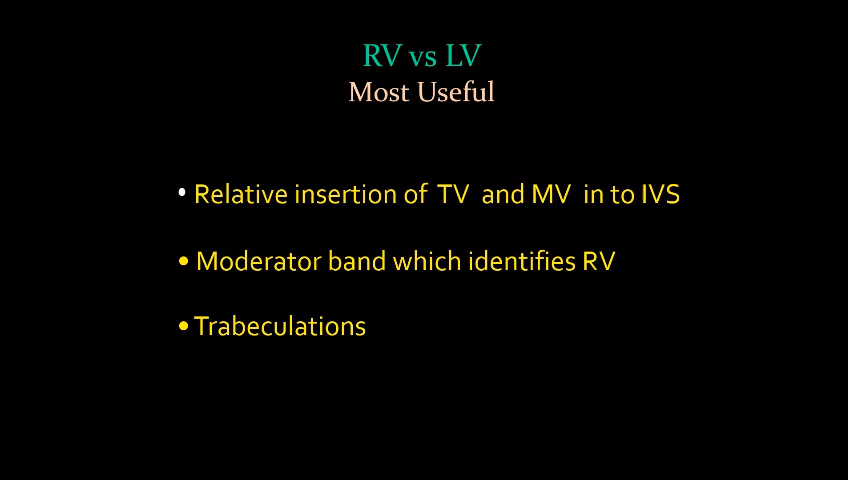 RV vs LV
Most Useful
• Relative insertion of TV and MV in to IVS
• Moderator band which identifies RV
• Trabeculations